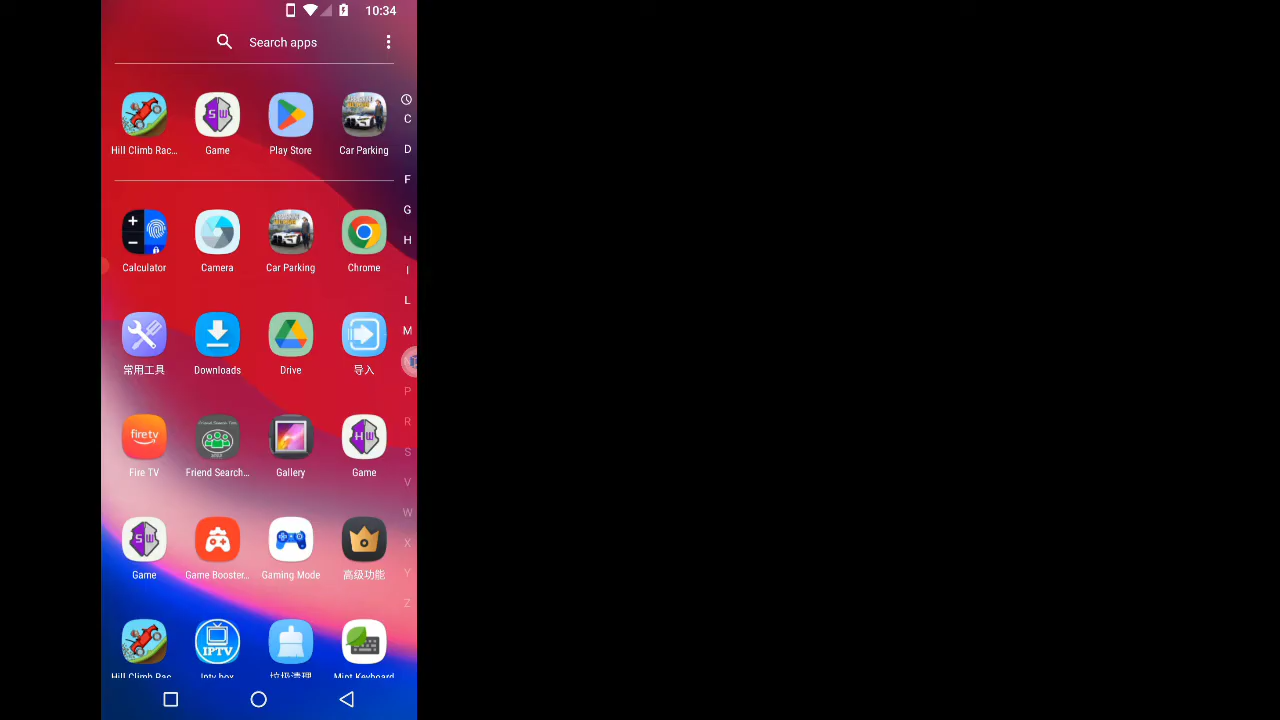 10:34
Search apps
Hill Climb Rac... Game Play Store Car Parking
C
D
F
G
H
I
L
M
P
R
S
V
W
X
Y
Z
Calculator Camera Car Parking Chrome
常用工具 Downloads Drive 导入
firetv
Fire TV Friend Search... Gallery Game
Game Game Booster... Gaming Mode 高级功能
IPTV
Hill Climb Rac... Iptv box 垃圾清理 Mint Keyboard